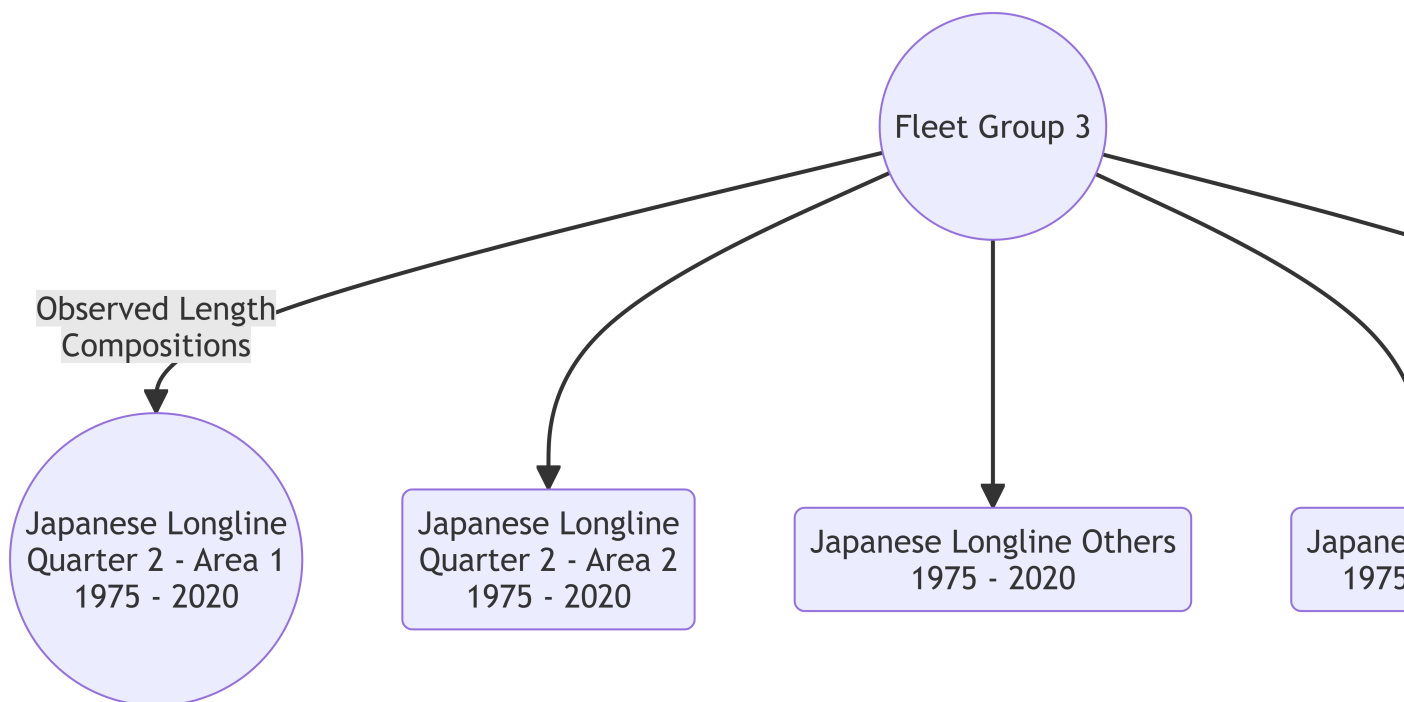 Fleet Group 3
Observed Length
Compositions
Japanese Longline
Quarter 2 - Area 1
1975 - 2020
Japanese Longline
Quarter 2 - Area 2
1975 - 2020
Japanese Longline Others
1975 - 2020
1975